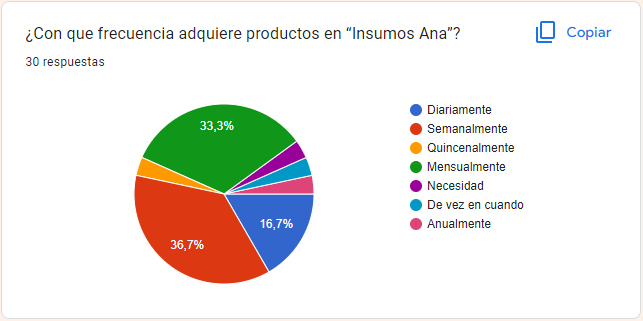 ¿Con que frecuencia adquiere productos en “Insumos Ana”?
Copiar
30 respuestas
33,3%
16,7%
36,7%
Diariamente
Semanalmente
Quincenalmente
Mensualmente
Necesidad
De vez en cuando
Anualmente